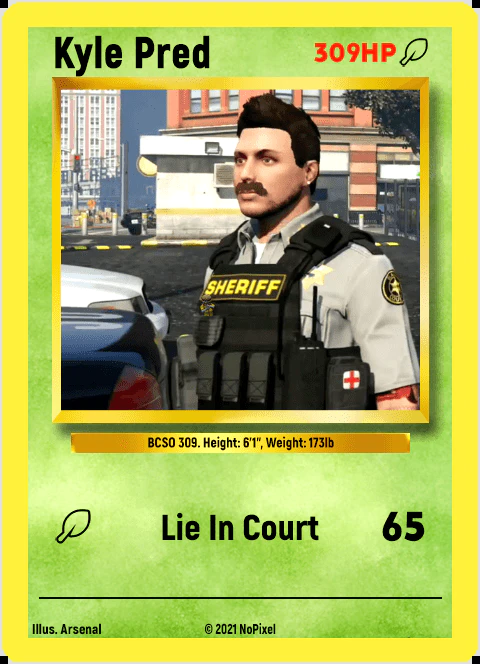 Kyle Pred
309HP
SHERIFF
BCSO 309. Height: 6'1", Weight: 173lb
Lie In Court 65
Illus. Arsenal © 2021 NoPixel